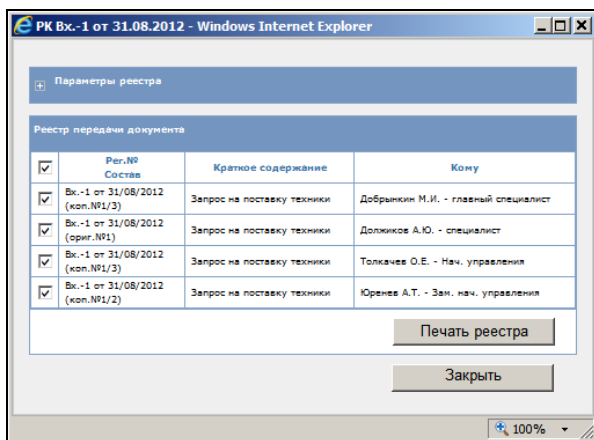 РК Вх.-1 от 31.08.2012 - Windows Internet Explorer
Параметры реестра
Реестр передачи документа
Рег.№
Состав
Краткое содержание
Кому
Вх.-1 от 31/08/2012
(коп.№1/3)
Запрос на поставку техники
Добрынкин М.И. - главный специалист
Вх.-1 от 31/08/2012
(ориг.№1)
Запрос на поставку техники
Должиков А.Ю. - специалист
Вх.-1 от 31/08/2012
(коп.№1/3)
Запрос на поставку техники
Толкачев О.Е. - Нач. управления
Вх.-1 от 31/08/2012
(коп.№1/2)
Запрос на поставку техники
Юренев А.Т. - Зам. нач. управления
Печать реестра
Закрыть
100%